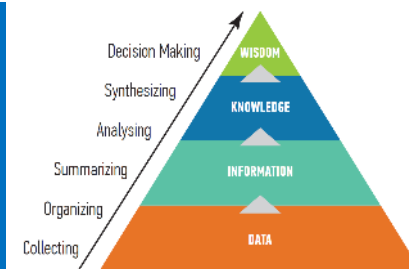 Decision Making
WISDOM
Synthesizing
KNOWLEDGE
Analysing
Summarizing
INFORMATION
Organizing
DATA
Collecting